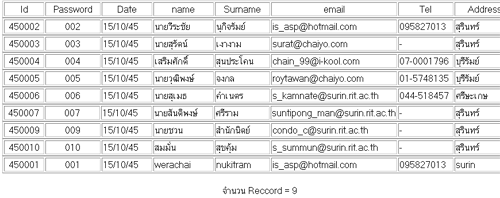 Id Password Date name Surname email Tel Address
450002 002 15/10/45 นายวีระชัย นุกิจรัมย์ is_asp@hotmail.com 095827013 สุรินทร์
450003 003 15/10/45 นายสุรัตน์ เงางาม surat@chaiyo.com - สุรินทร์
450004 004 15/10/45 เสริมศักดิ์ สุนประโคน chain_99@i-kool.com 07-0001796 บุรีรัมย์
450005 005 15/10/45 นายวุฒิพงษ์ จงกล roytawan@chaiyo.com 01-5748135 บุรีรัมย์
450006 006 15/10/45 นายสุเมธ คำเนตร s_kamnate@surin.rit.ac.th 044-518457 ศรีษะเกษ
450007 007 15/10/45 นายสันติพงษ์ ศรีราม suntipong_man@surin.rit.ac.th - สุรินทร์
450009 009 15/10/45 นายชวน สำนักนิตย์ condo_c@surin.rit.ac.th - สุรินทร์
450010 010 15/10/45 สมมั่น สุขคุ้ม s_summun@surin.rit.ac.th - สุรินทร์
450001 001 15/10/45 werachai nukitram is_asp@hotmail.com 095827013 surin
จำนวน Reccord = 9